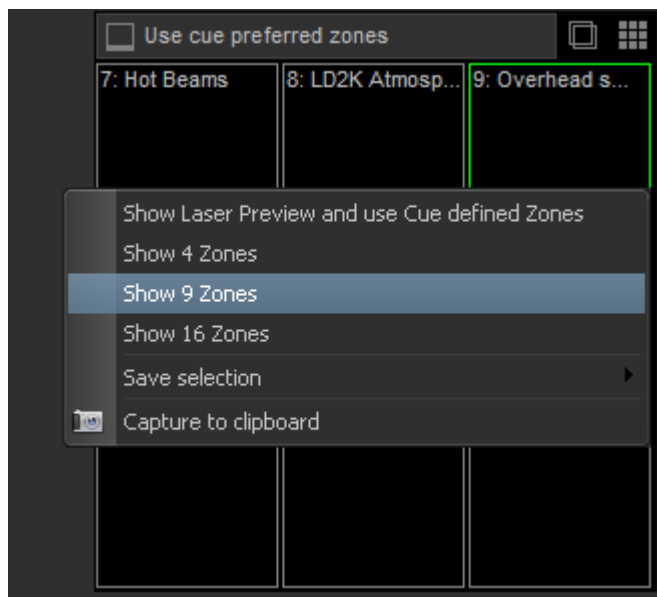 Use cue preferred zones
7: Hot Beams
8: LD2K Atmosp...
9: Overhead s...
Show Laser Preview and use Cue defined Zones
Show 4 Zones
Show 9 Zones
Show 16 Zones
Save selection
Capture to clipboard